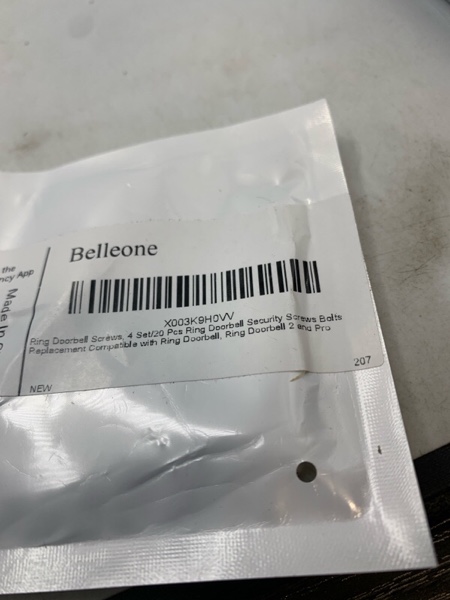 Belleone
X003K9H0VV
Ring Doorbell Screws, 4 Set/20 Pcs Ring Doorbell Security Screws Bolts
Replacement Compatible with Ring Doorbell, Ring Doorbell 2 and Pro
NEW
207
the
ncy App
Made In